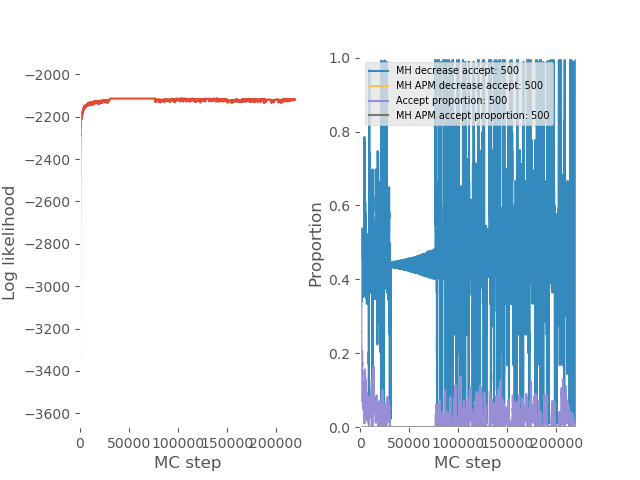 −2000
−2200
−2400
−2600
−2800
−3000
−3200
−3400
−3600
Log likelihood
0 50000 100000 150000 200000
MC step
1.0
0.8
0.6
0.4
0.2
0.0
Proportion
MH decrease accept: 500
MH APM decrease accept: 500
Accept proportion: 500
MH APM accept proportion: 500
0 50000 100000 150000 200000
MC step